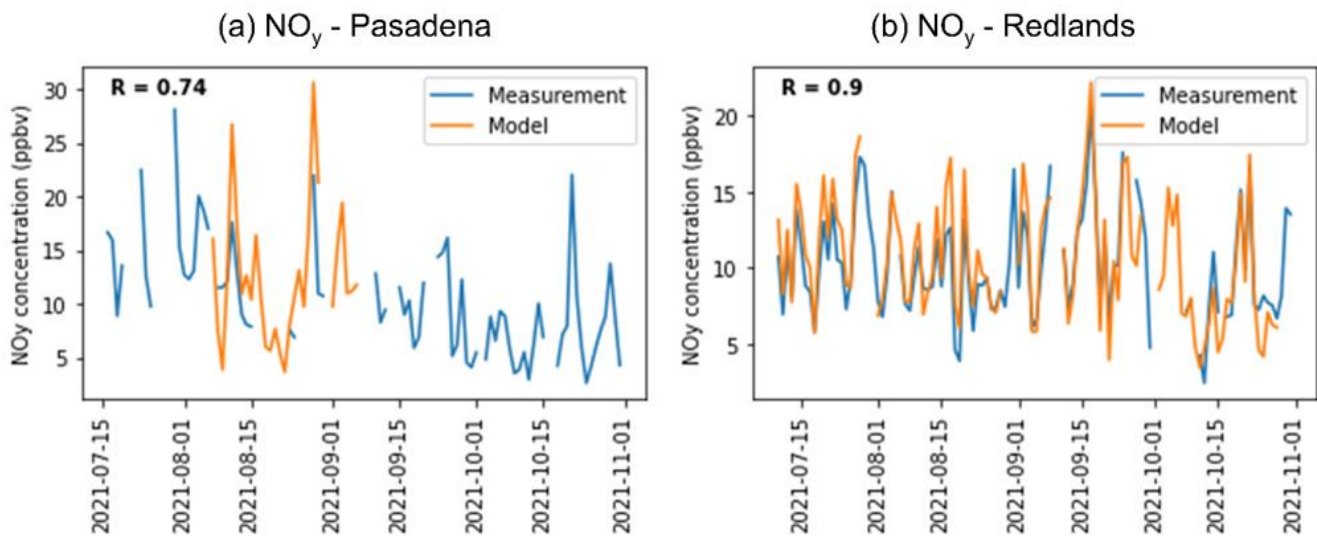 (a) NOy - Pasadena
NOy concentration (ppbv)
30
25
20
15
10
5
R = 0.74
Measurement
Model
2021-07-15
2021-08-01
2021-08-15
2021-09-01
2021-09-15
2021-10-01
2021-10-15
2021-11-01
(b) NOy - Redlands
NOy concentration (ppbv)
20
15
10
5
R = 0.9
Measurement
Model
2021-07-15
2021-08-01
2021-08-15
2021-09-01
2021-09-15
2021-10-01
2021-10-15
2021-11-01